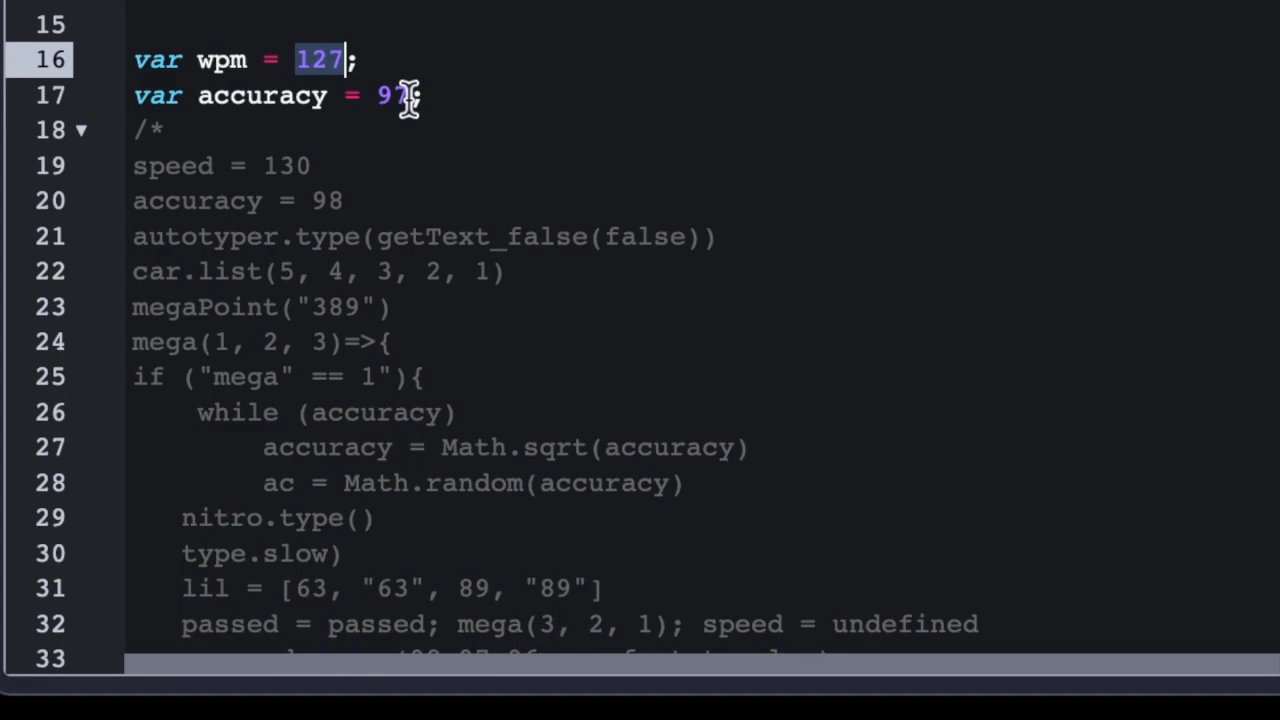 15
16 var wpm = 127;
17 var accuracy = 97;
18 /*
19 speed = 130
20 accuracy = 98
21 autotyper.type(getText_false(false))
22 car.list(5, 4, 3, 2, 1)
23 megaPoint("389")
24 mega(1, 2, 3)=>{
25 if ("mega" == 1"){
26 while (accuracy)
27 accuracy = Math.sqrt(accuracy)
28 ac = Math.random(accuracy)
29 nitro.type()
30 type.slow)
31 lil = [63, "63", 89, "89"]
32 passed = passed; mega(3, 2, 1); speed = undefined
33